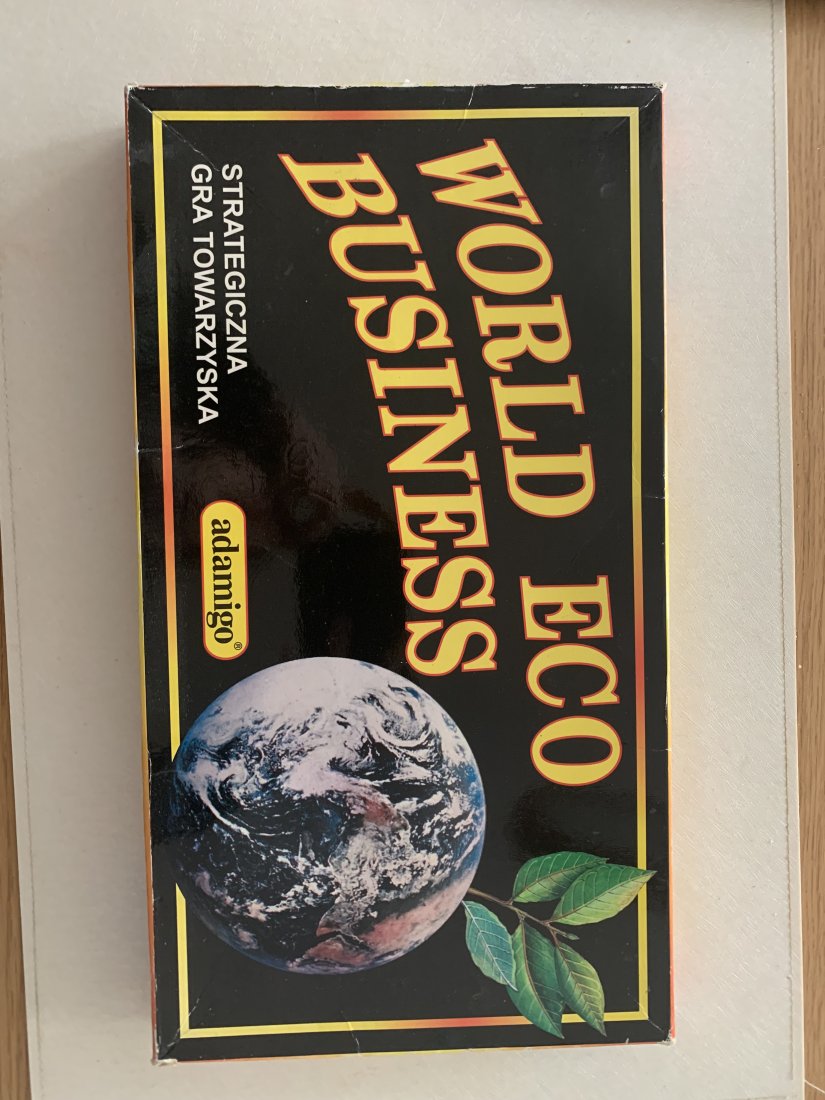 WORLD ECO
BUSINESS
STRATEGICZNA
GRA TOWARZYSKA
adamigo®